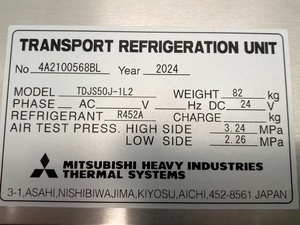 TRANSPORT REFRIGERATION UNIT
No 4A2100568BL Year 2024
MODEL TDJS50J-1L2 WEIGHT 82 kg
PHASE AC V Hz DC 24 V
REFRIGERANT R452A CHARGE kg
AIR TEST PRESS. HIGH SIDE 3.24 MPa
LOW SIDE 2.26 MPa
MITSUBISHI HEAVY INDUSTRIES
THERMAL SYSTEMS
3-1,ASAHI,NISHIBIWAJIMA,KIYOSU,AICHI,452-8561 JAPAN